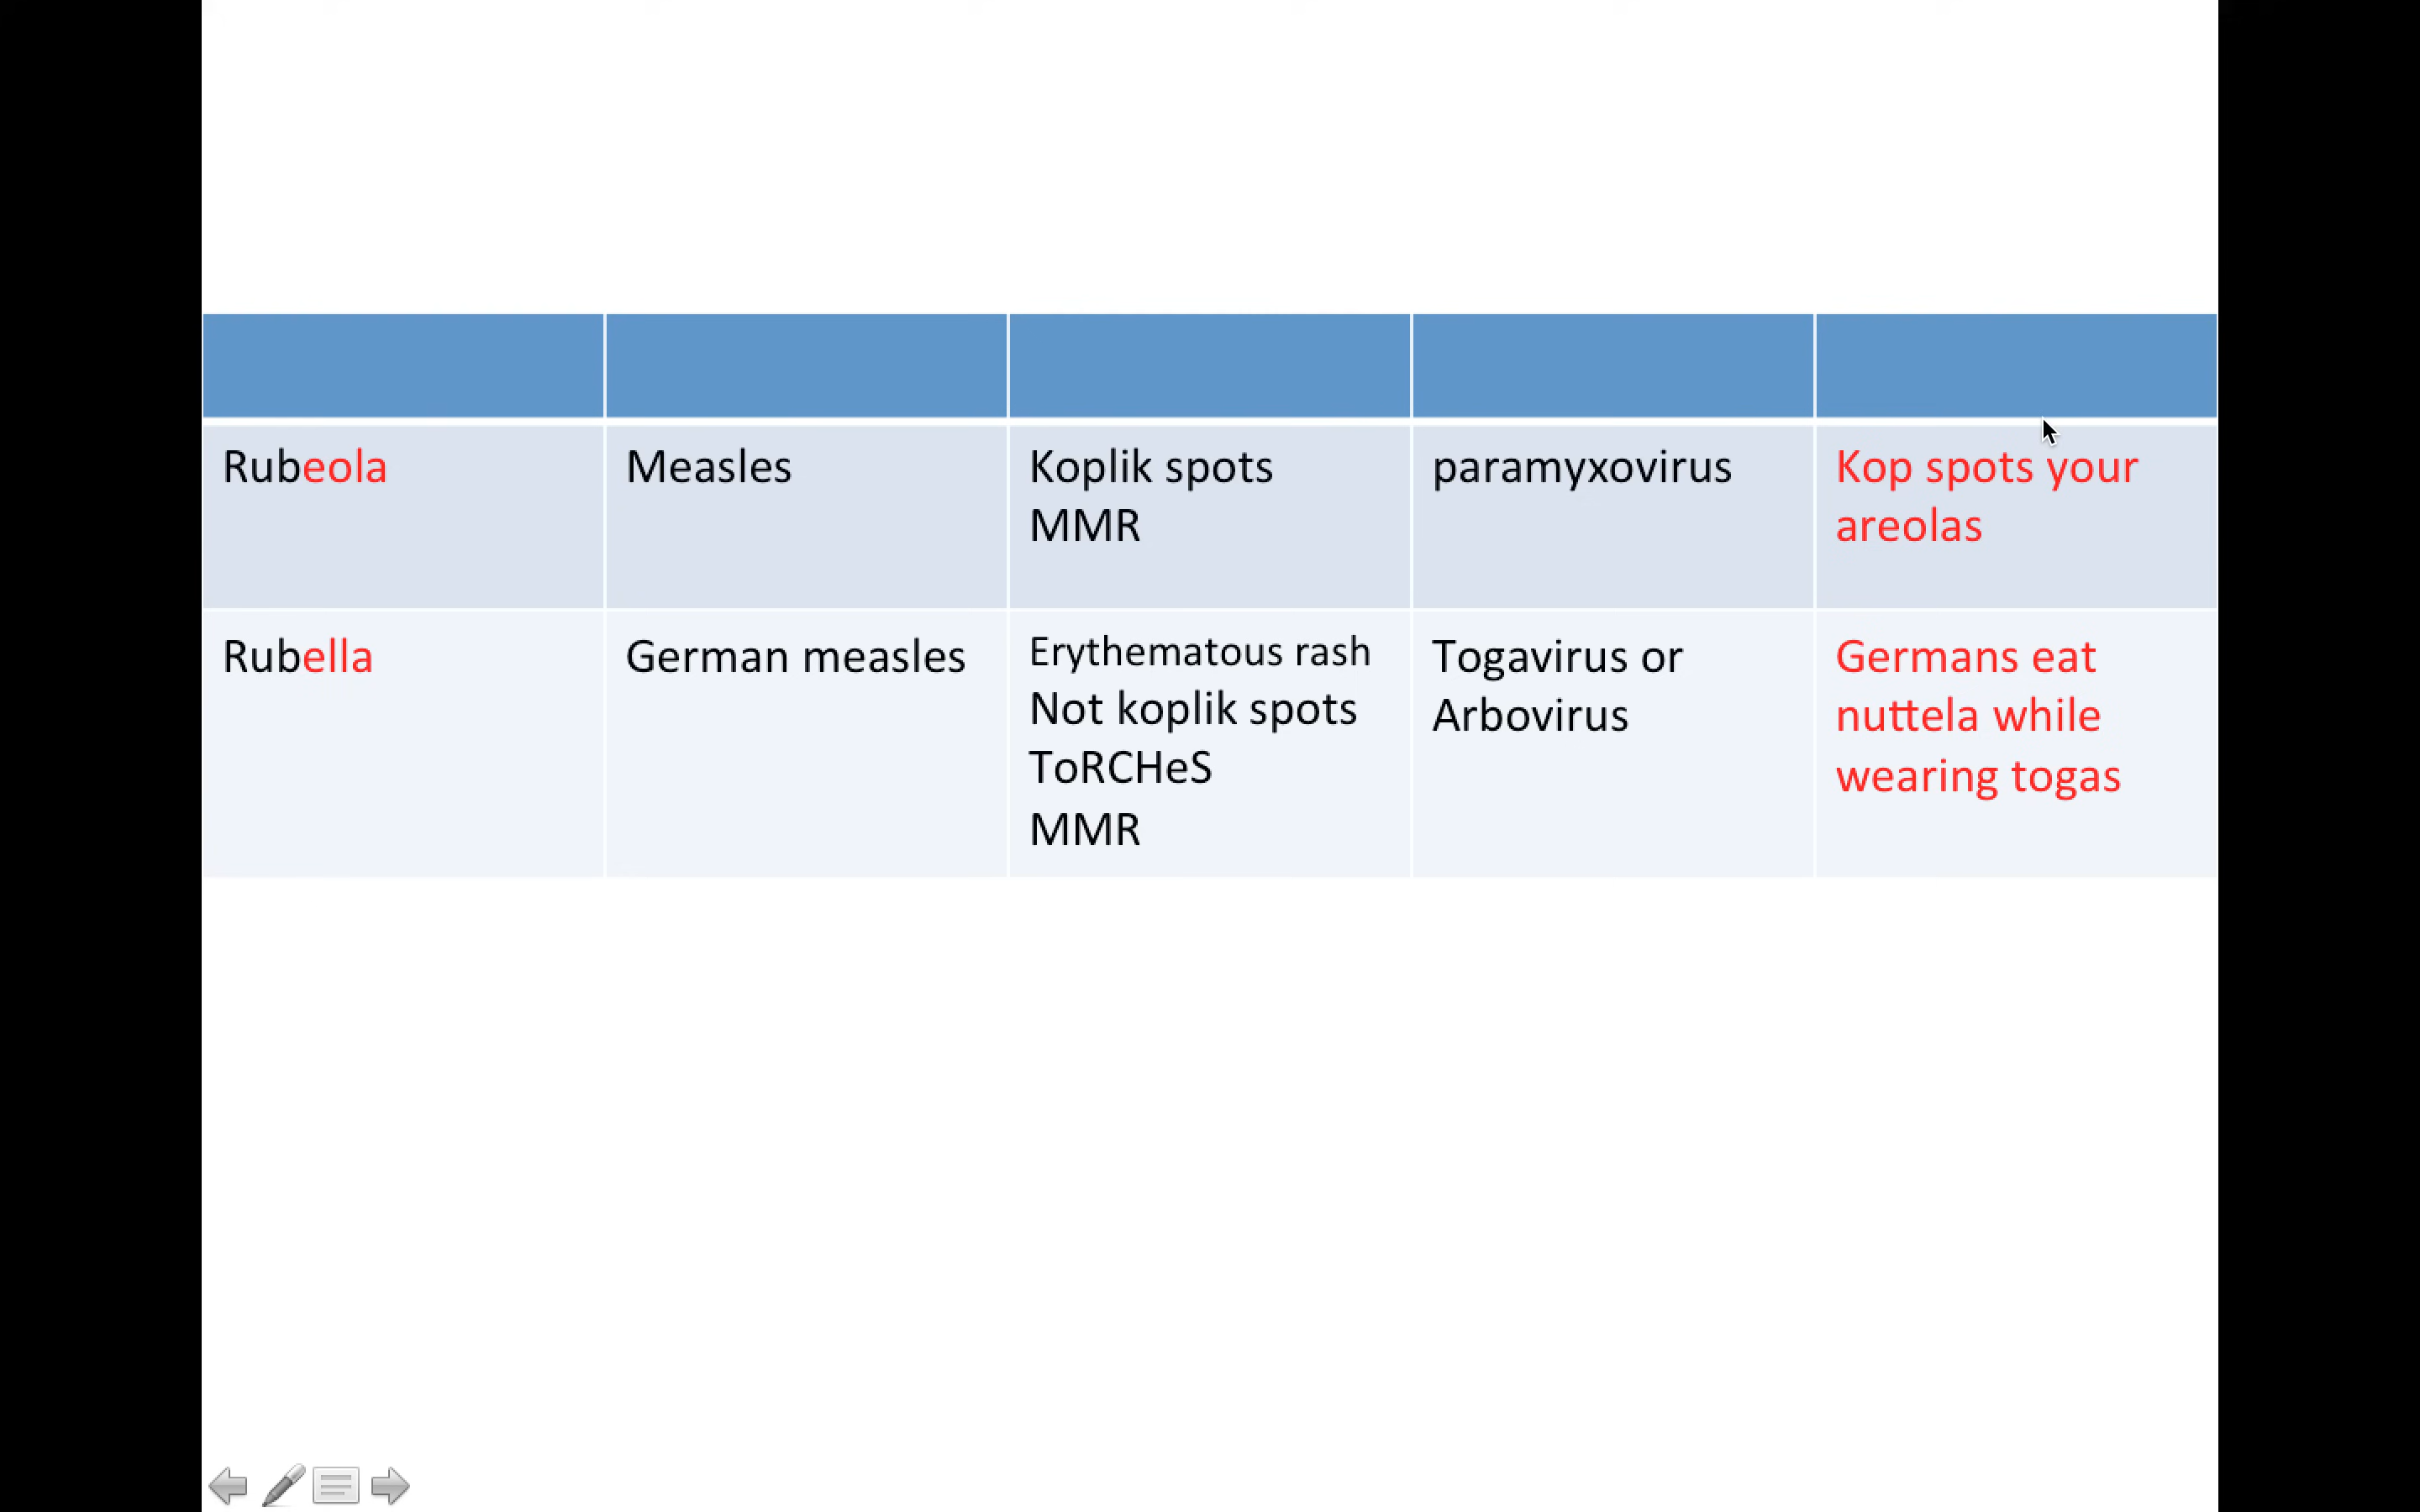 Rubeola
Measles
Koplik spots
MMR
paramyxovirus
Kop spots your
areolas
Rubella
German measles
Erythematous rash
Not koplik spots
ToRCHeS
MMR
Togavirus or
Arbovirus
Germans eat
nuttela while
wearing togas